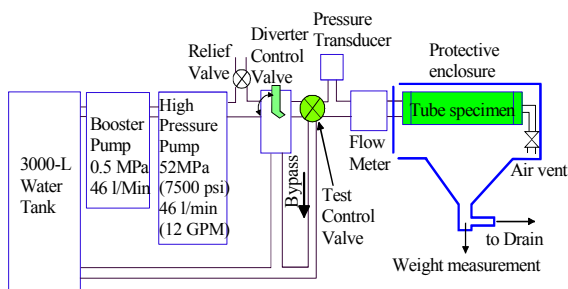 Relief
Valve
Diverter
Control
Valve
Pressure
Transducer
Protective
enclosure
3000-L
Water
Tank
Booster
Pump
0.5 MPa
46 l/Min
High
Pressure
Pump
52MPa
(7500 psi)
46 l/min
(12 GPM)
Bypass
Test
Control
Valve
Flow
Meter
Tube specimen
Air vent
to Drain
Weight measurement